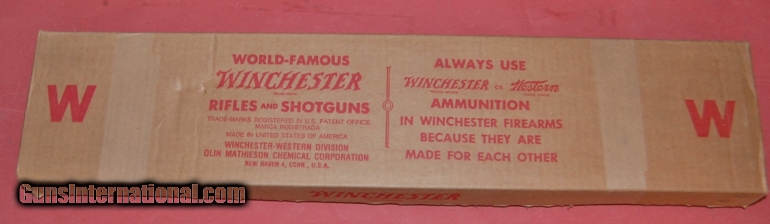 W
WORLD-FAMOUS
WINCHESTER
TRADE-MARK
RIFLES AND SHOTGUNS
TRADE-MARKS REGISTERED IN U.S. PATENT OFFICE
MARCA REGISTRADA
MADE IN UNITED STATES OF AMERICA
WINCHESTER-WESTERN DIVISION
OLIN MATHIESON CHEMICAL CORPORATION
NEW HAVEN 4, CONN., U.S.A.
ALWAYS USE
WINCHESTER OR Western
AMMUNITION
IN WINCHESTER FIREARMS
BECAUSE THEY ARE
MADE FOR EACH OTHER
W
WINCHESTER
GunsInternational.com